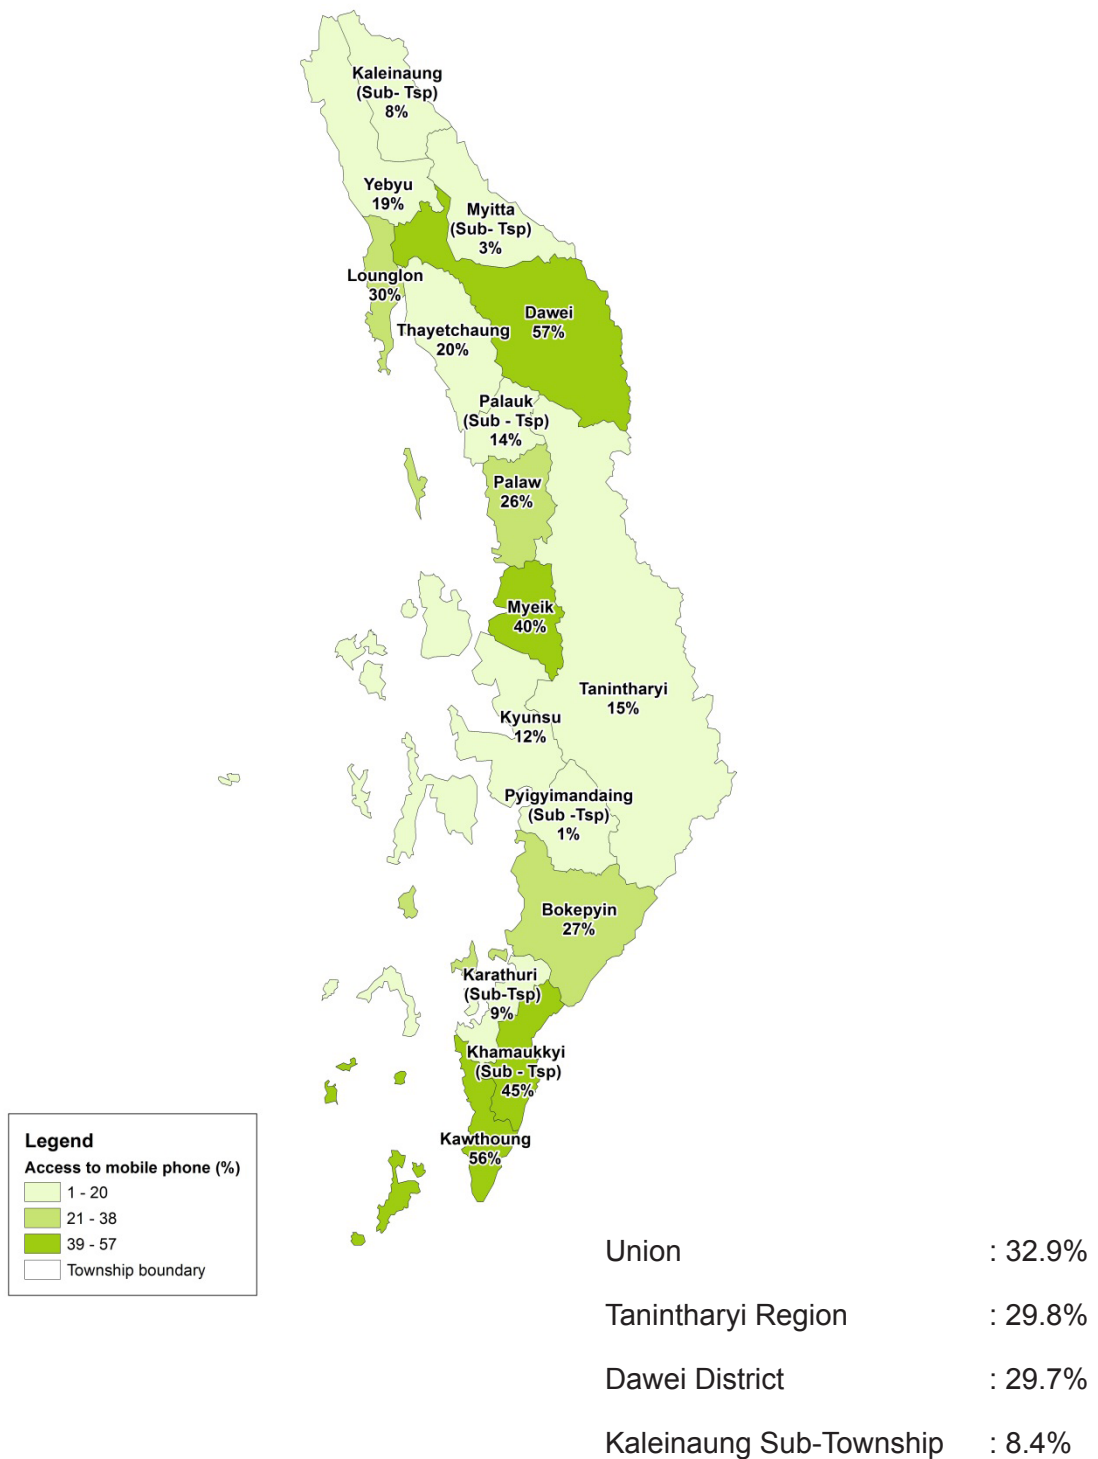 Kaleinaung
(Sub- Tsp)
8%
Yebyu
19%
Myitta
(Sub- Tsp)
3%
Lounglon
30%
Dawei
57%
Thayetchaung
20%
Palauk
(Sub - Tsp)
14%
Palaw
26%
Myeik
40%
Tanintharyi
15%
Kyunsu
12%
Pyigyimandaing
(Sub -Tsp)
1%
Bokepyin
27%
Karathuri
(Sub-Tsp)
9%
Khamaukkyi
(Sub - Tsp)
45%
Kawthoung
56%
Legend
Access to mobile phone (%)
1 - 20
21 - 38
39 - 57
Township boundary
Union : 32.9%
Tanintharyi Region : 29.8%
Dawei District : 29.7%
Kaleinaung Sub-Township : 8.4%